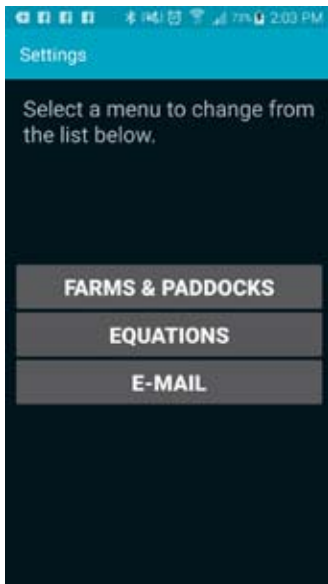 2:03 PM
Settings
Select a menu to change from
the list below.
FARMS & PADDOCKS
EQUATIONS
E-MAIL